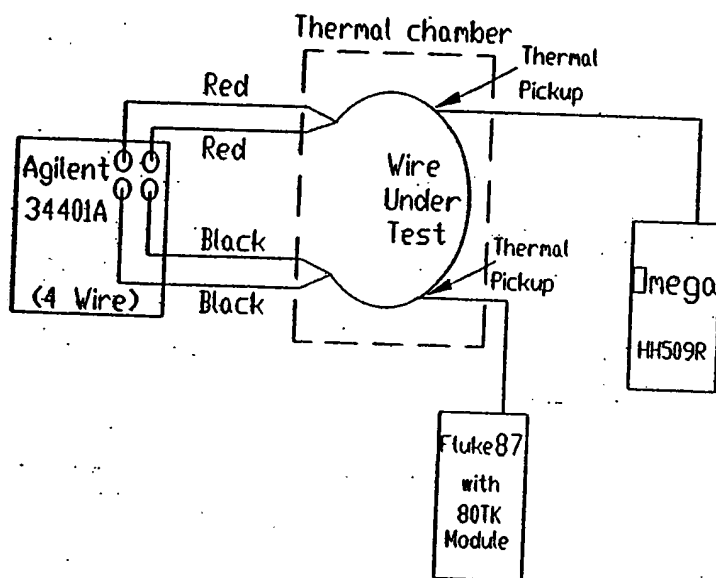 Thermal chamber
Thermal
Pickup
Red
Red
Agilent
34401A
(4 Wire)
Wire
Under
Test
Black
Black
Thermal
Pickup
Omega
HH509R
Fluke87
with
80TK
Module